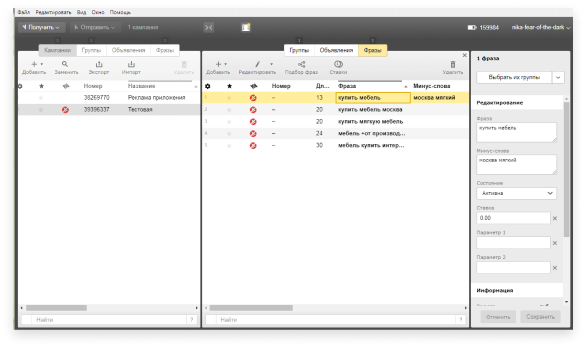 Файл Редактировать Вид Окно Помощь
Получить Отправить 1 кампания 159984 nika-fear-of-the-dark
Кампании Группы Объявления Фразы
Добавить Заменить Экспорт Импорт Удалить
Номер Название
38269770 Реклама приложения
39396337 Тестовая
Найти ?
Группы Объявления Фразы
Добавить Редактировать Подбор фраз Ставки Удалить
Номер Дл... Фраза Минус-слова
1 – 13 купить мебель москва мягкий
2 – 20 купить мебель москва
3 – 20 купить мягкую мебель
4 – 24 мебель +от производ...
5 – 30 мебель купить интер...
Найти ?
1 фраза
Выбрать из группы
Редактирование
Фраза
купить мебель
Минус-слова
москва мягкий
Состояние
Активна
Ставка
0.00
Параметр 1
Параметр 2
Информация
Отменить Сохранить